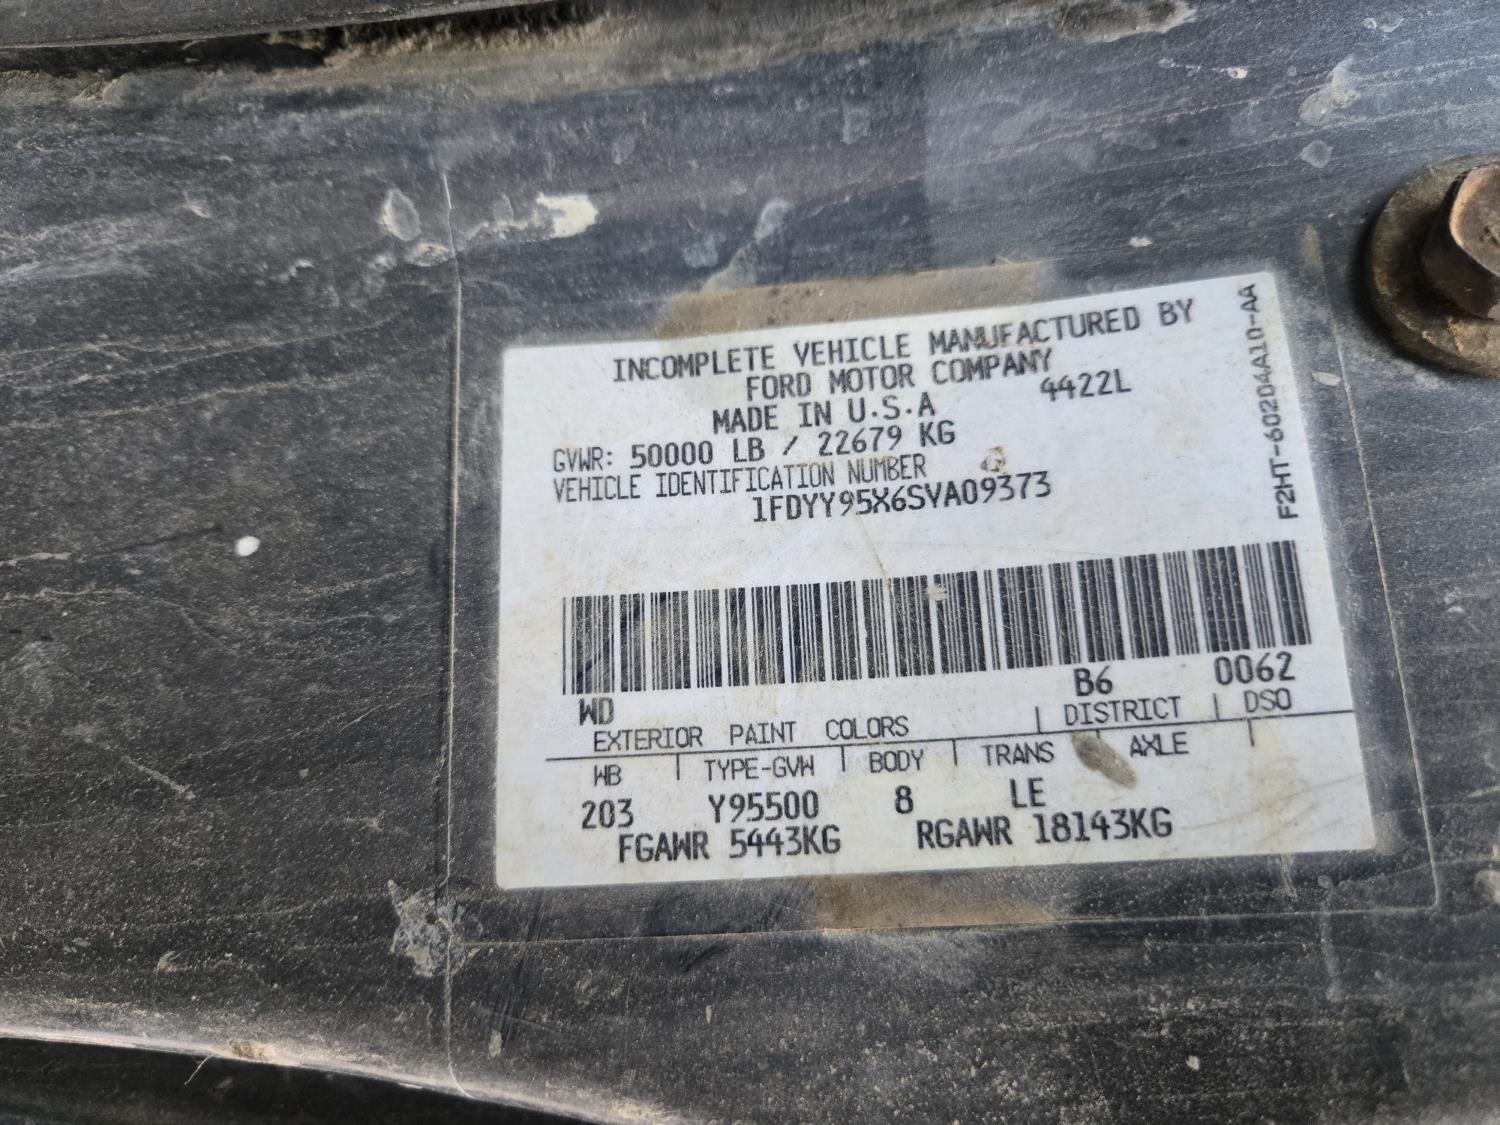 INCOMPLETE VEHICLE MANUFACTURED BY
FORD MOTOR COMPANY
4422L
MADE IN U.S.A
GVWR: 50000 LB / 22679 KG
VEHICLE IDENTIFICATION NUMBER
1FDYY95X6SVA09373
F2HT-60204A10-AA
WD B6 0062
EXTERIOR PAINT COLORS DISTRICT DSO
WB TYPE-GVW BODY TRANS AXLE
203 Y95500 8 LE
FGAWR 5443KG RGAWR 18143KG